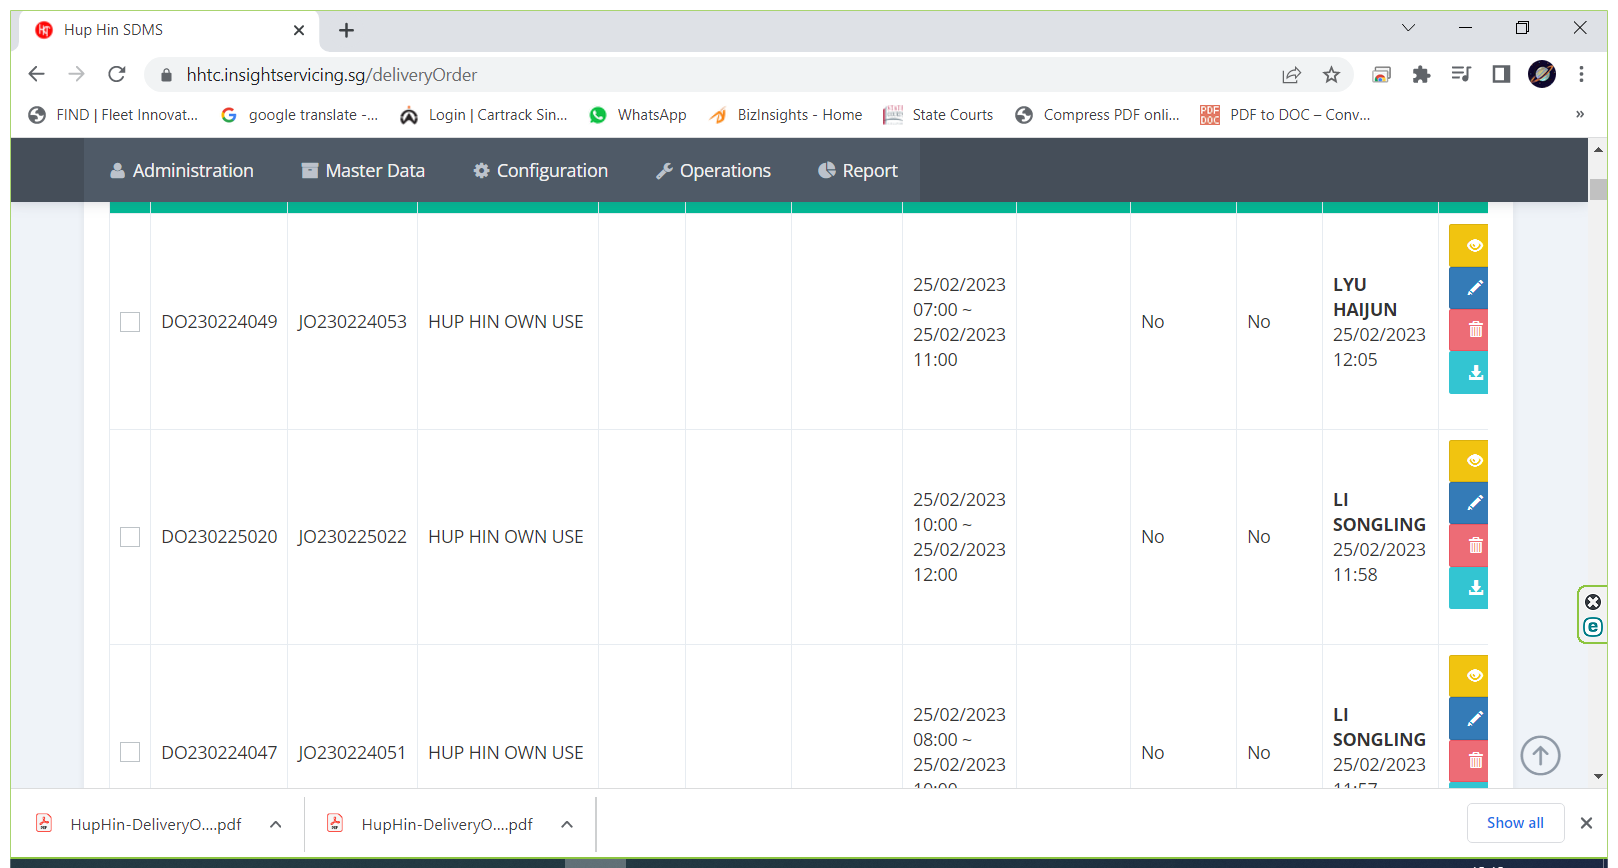 Hup Hin SDMS
hhtc.insightservicing.sg/deliveryOrder
FIND | Fleet Innovat... google translate -... Login | Cartrack Sin... WhatsApp BizInsights - Home State Courts Compress PDF onli... PDF to DOC – Conv... »
Administration Master Data Configuration Operations Report
DO230224049 JO230224053 HUP HIN OWN USE
25/02/2023
07:00 ~
25/02/2023
11:00
No No
LYU
HAIJUN
25/02/2023
12:05
DO230225020 JO230225022 HUP HIN OWN USE
25/02/2023
10:00 ~
25/02/2023
12:00
No No
LI
SONGLING
25/02/2023
11:58
DO230224047 JO230224051 HUP HIN OWN USE
25/02/2023
08:00 ~
25/02/2023
10:00
No No
LI
SONGLING
25/02/2023
11:57
HupHin-DeliveryO....pdf HupHin-DeliveryO....pdf Show all